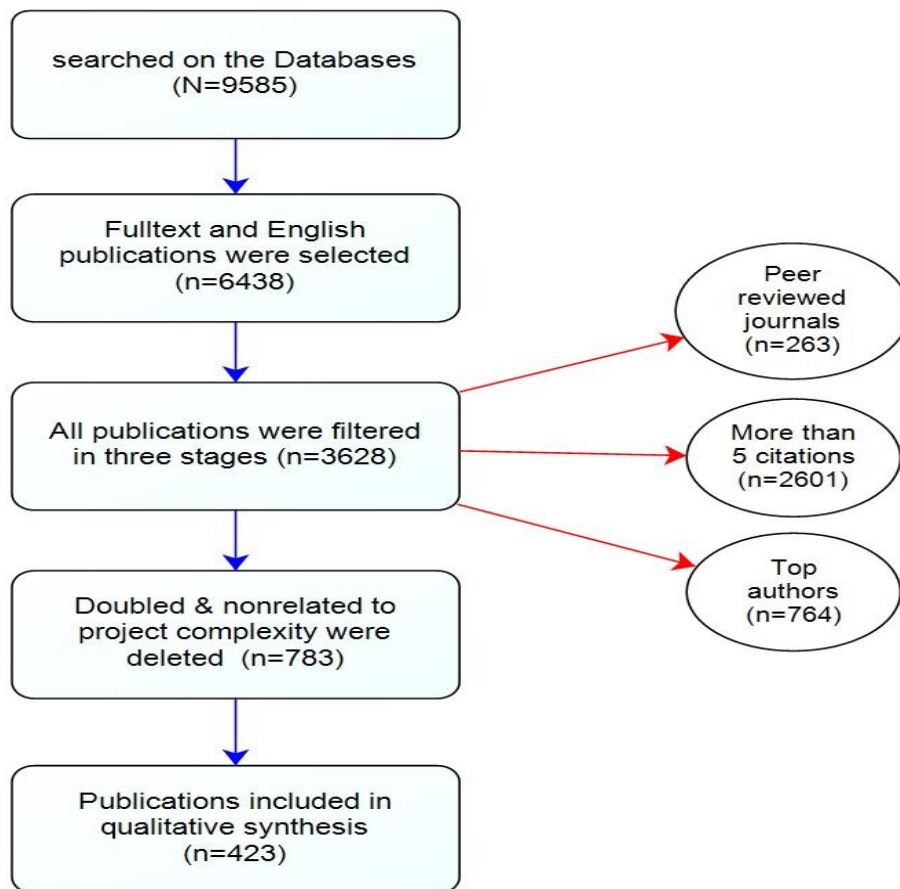 searched on the Databases
(N=9585)
Fulltext and English
publications were selected
(n=6438)
All publications were filtered
in three stages (n=3628)
Peer
reviewed
journals
(n=263)
More than
5 citations
(n=2601)
Top
authors
(n=764)
Doubled & nonrelated to
project complexity were
deleted (n=783)
Publications included in
qualitative synthesis
(n=423)